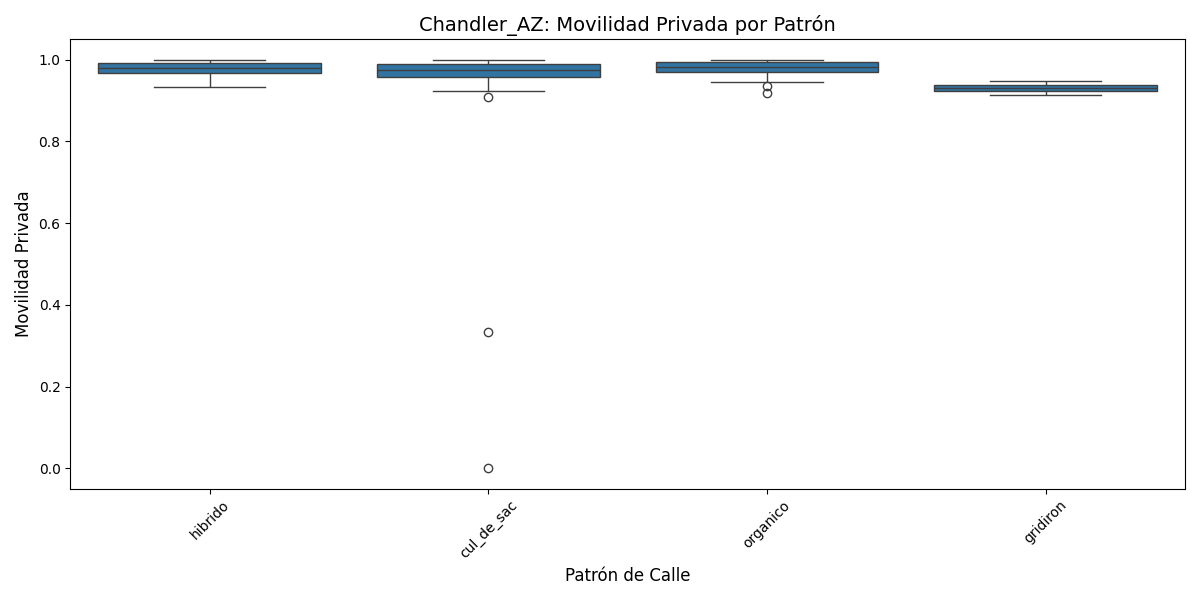 Chandler_AZ: Movilidad Privada por Patrón
Movilidad Privada
1.0
0.8
0.6
0.4
0.2
0.0
hibrido
cul_de_sac
organico
gridiron
Patrón de Calle